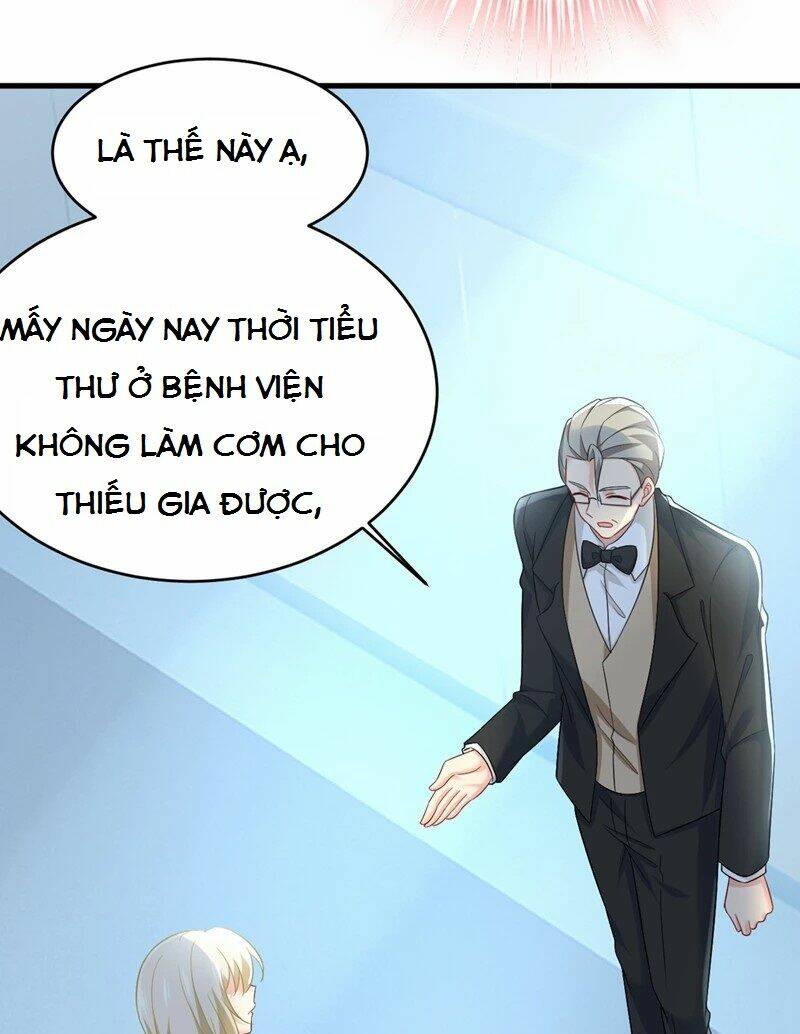 LÀ THẾ NÀY Ạ,
MẤY NGÀY NAY THỜI TIỂU
THƯ Ở BỆNH VIỆN
KHÔNG LÀM CƠM CHO
THIẾU GIA ĐƯỢC,